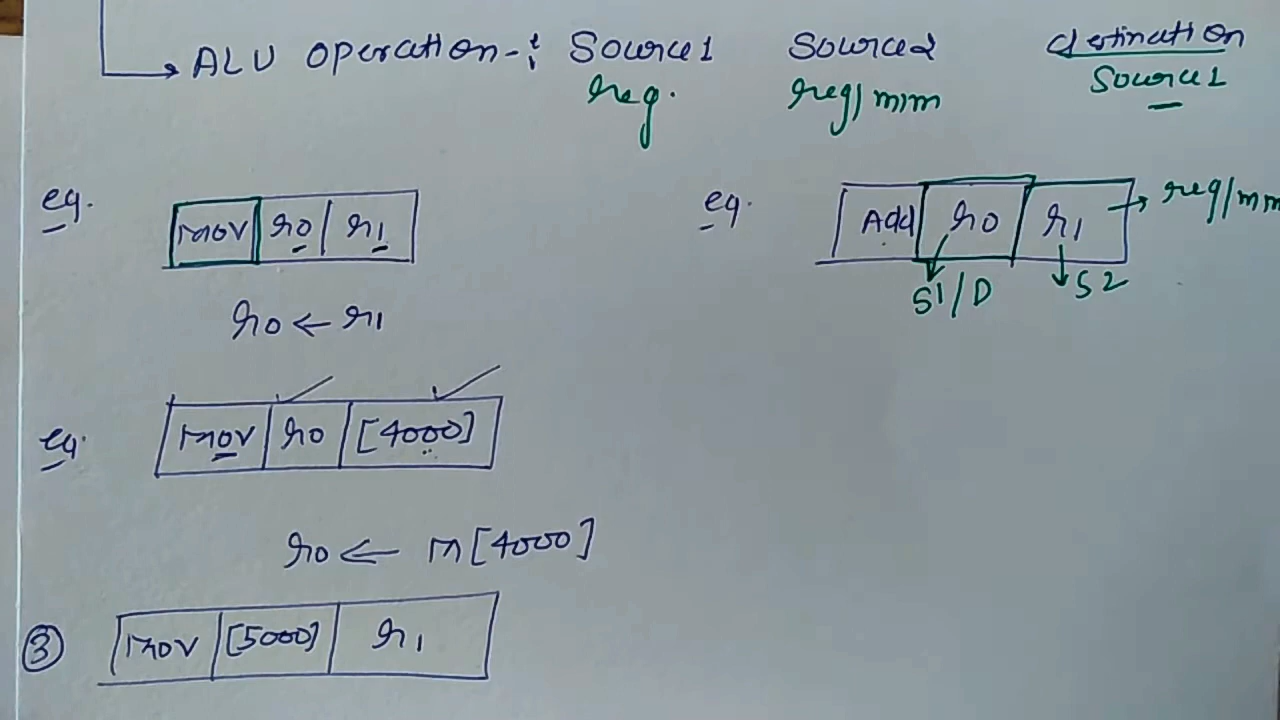 ALU operation-: Source1 Source2 destination
reg. reg/mm Source1
eg. mov r0 r1
r0 ← r1
eg. Add r0 r1 → reg/mm
S1/D S2
eg. mov r0 [4000]
r0 ← m[4000]
③ mov [5000] r1